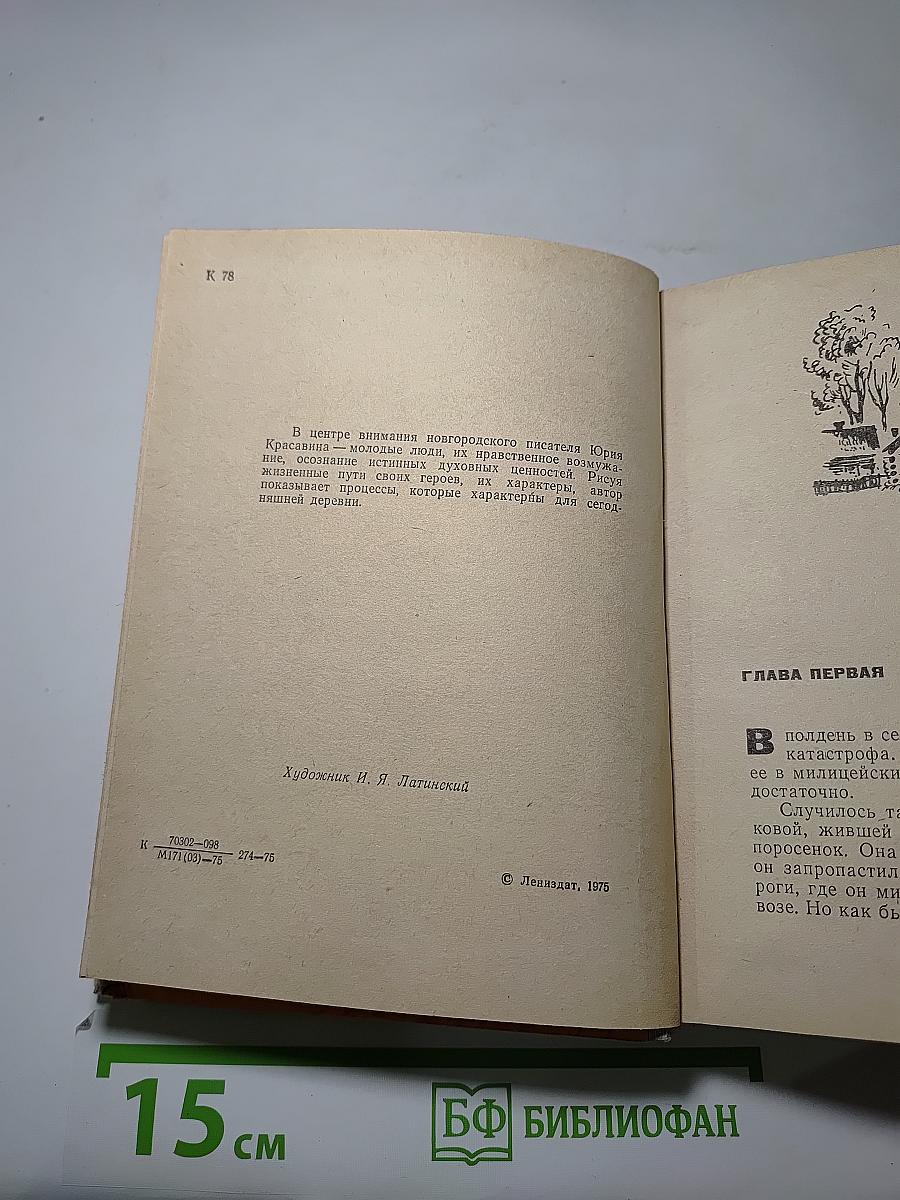 К 78
В центре внимания новгородского писателя Юрия
Красавина — молодые люди, их нравственное возмужа-
ние, осознание истинных духовных ценностей. Рисуя
жизненные пути своих героев, их характеры, автор
показывает процессы, которые характерны для сегод-
няшней деревни.
Художник И. Я. Латинский
К 70302—098
М171(03)—75 274—75
© Лениздат, 1975
ГЛАВА ПЕРВАЯ
В полдень в се
катастрофа.
ее в милицейски
достаточно.
Случилось та
ковой, жившей
поросенок. Она
он запропастил
роги, где он ми
возе. Но как бы
15 см
БФ БИБЛИОФАН